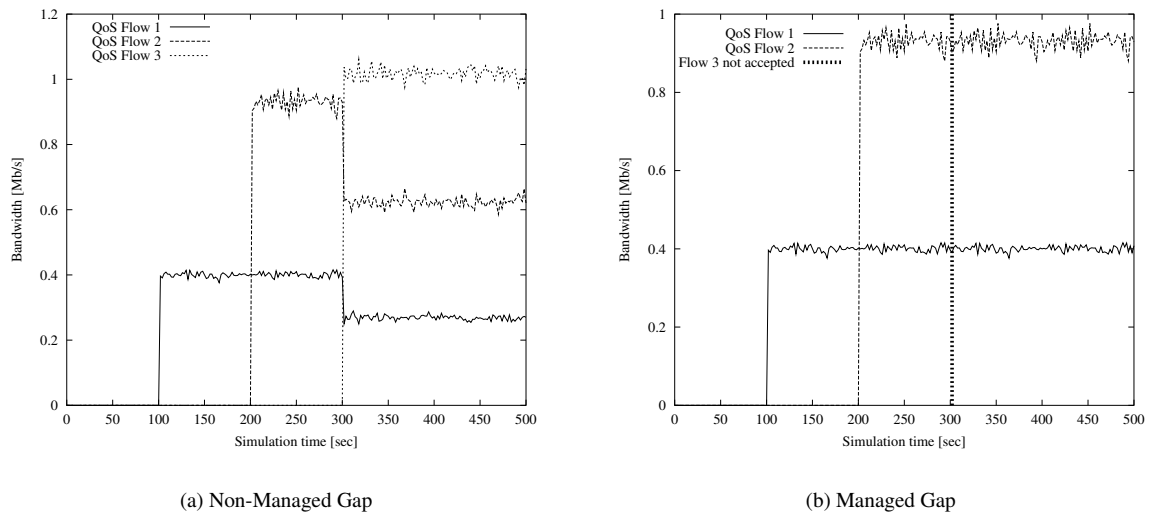 QoS Flow 1
QoS Flow 2
QoS Flow 3
1.2
1
0.8
0.6
0.4
0.2
0
Bandwidth [Mb/s]
0 50 100 150 200 250 300 350 400 450 500
Simulation time [sec]
(a) Non-Managed Gap
QoS Flow 1
QoS Flow 2
Flow 3 not accepted
1
0.8
0.6
0.4
0.2
0
Bandwidth [Mb/s]
0 50 100 150 200 250 300 350 400 450 500
Simulation time [sec]
(b) Managed Gap